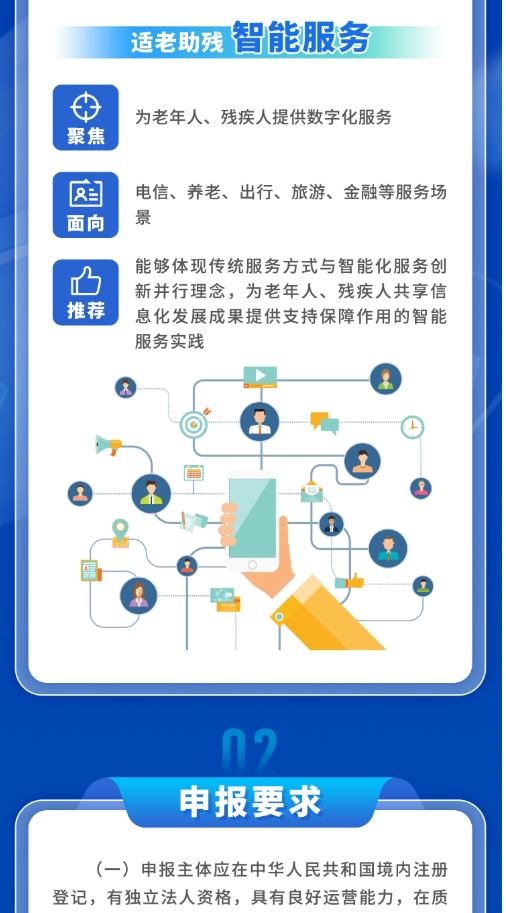 适老助残 智能服务
聚焦
为老年人、残疾人提供数字化服务
面向
电信、养老、出行、旅游、金融等服务场
景
推荐
能够体现传统服务方式与智能化服务创
新并行理念，为老年人、残疾人共享信
息化发展成果提供支持保障作用的智能
服务实践
02
申报要求
（一）申报主体应在中华人民共和国境内注册
登记，有独立法人资格，具有良好运营能力，在质